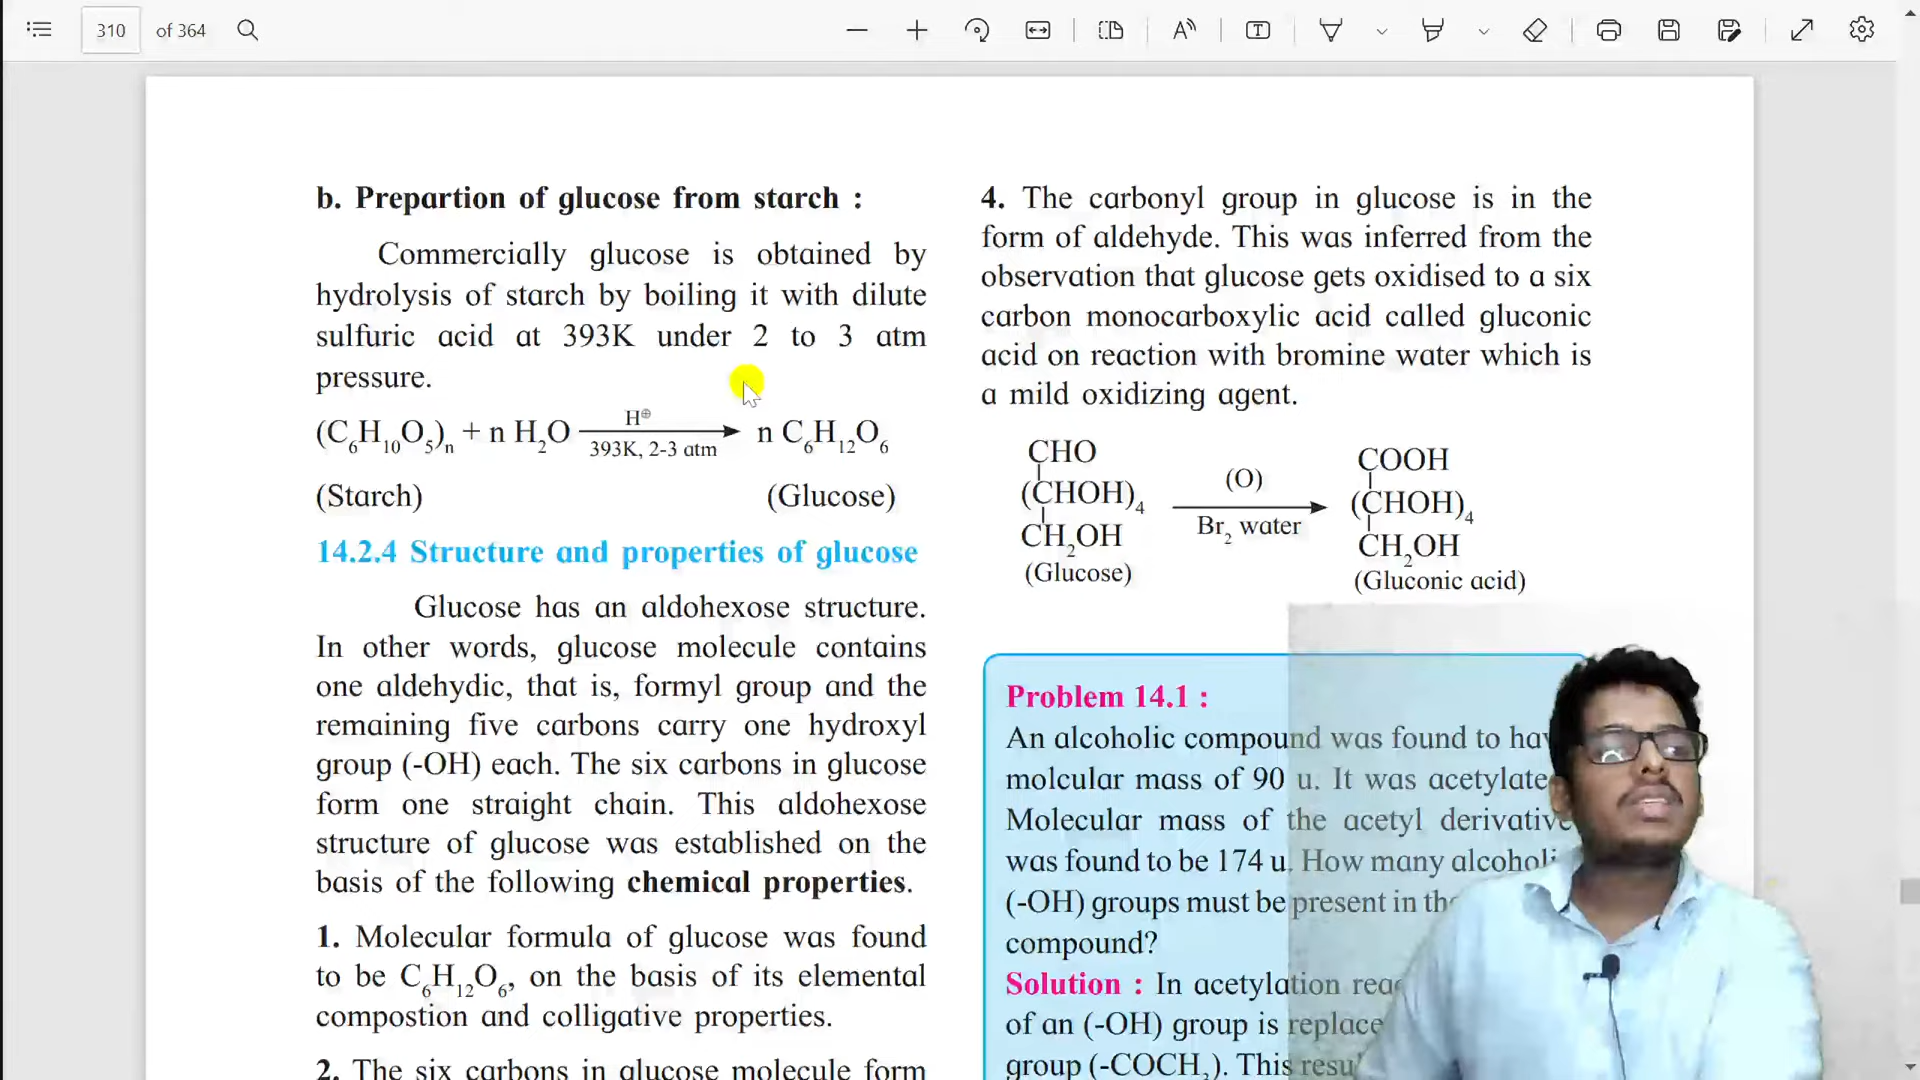 310 of 364
b. Prepartion of glucose from starch :
Commercially glucose is obtained by
hydrolysis of starch by boiling it with dilute
sulfuric acid at 393K under 2 to 3 atm
pressure.
(C₆H₁₀O₅)ₙ + n H₂O H⊕ 393K, 2-3 atm → n C₆H₁₂O₆
(Starch) (Glucose)
14.2.4 Structure and properties of glucose
Glucose has an aldohexose structure.
In other words, glucose molecule contains
one aldehydic, that is, formyl group and the
remaining five carbons carry one hydroxyl
group (-OH) each. The six carbons in glucose
form one straight chain. This aldohexose
structure of glucose was established on the
basis of the following chemical properties.
1. Molecular formula of glucose was found
to be C₆H₁₂O₆, on the basis of its elemental
compostion and colligative properties.
2. The six carbons in glucose molecule form
4. The carbonyl group in glucose is in the
form of aldehyde. This was inferred from the
observation that glucose gets oxidised to a six
carbon monocarboxylic acid called gluconic
acid on reaction with bromine water which is
a mild oxidizing agent.
CHO COOH
(CHOH)₄ (O) → Br₂ water (CHOH)₄
CH₂OH CH₂OH
(Glucose) (Gluconic acid)
Problem 14.1 :
An alcoholic compound was found to
molcular mass of 90 u. It was
Molecular mass of the acetyl
was found to be 174 u. How many
(-OH) groups must be present in
compound?
Solution : In acetylation
of an (-OH) group is
group (-COCH₃). This